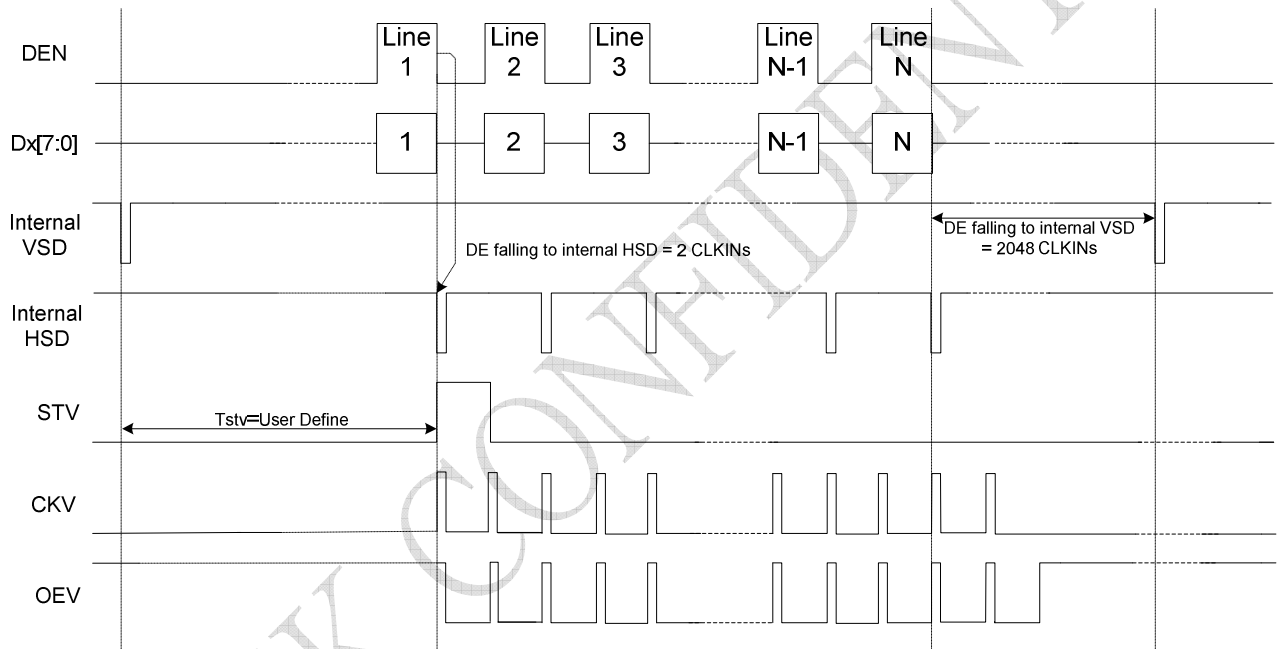 DEN
Line
1
Line
2
Line
3
Line
N-1
Line
N
Dx[7:0]
1
2
3
N-1
N
Internal
VSD
DE falling to internal HSD = 2 CLKINs
DE falling to internal VSD
= 2048 CLKINs
Internal
HSD
STV
Tstv=User Define
CKV
OEV
K CONFIDENT